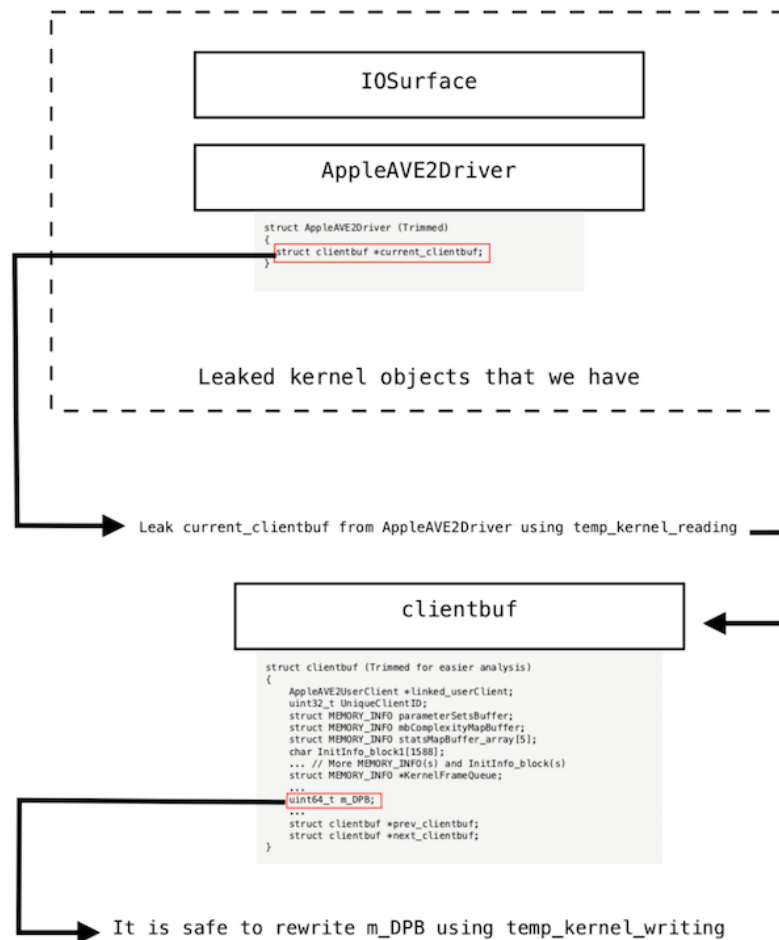 IOSurface
AppleAVE2Driver
struct AppleAVE2Driver (Trimmed)
{
struct clientbuf *current_clientbuf;
}
Leaked kernel objects that we have
Leak current_clientbuf from AppleAVE2Driver using temp_kernel_reading
clientbuf
struct clientbuf (Trimmed for easier analysis)
{
AppleAVE2UserClient *linked_userClient;
uint32_t UniqueClientID;
struct MEMORY_INFO parameterSetsBuffer;
struct MEMORY_INFO mbComplexityMapBuffer;
struct MEMORY_INFO statsMapBuffer_array[5];
char InitInfo_block1[1588];
... // More MEMORY_INFO(s) and InitInfo_block(s)
struct MEMORY_INFO *KernelFrameQueue;
...
uint64_t m_DPB;
...
struct clientbuf *prev_clientbuf;
struct clientbuf *next_clientbuf;
}
It is safe to rewrite m_DPB using temp_kernel_writing